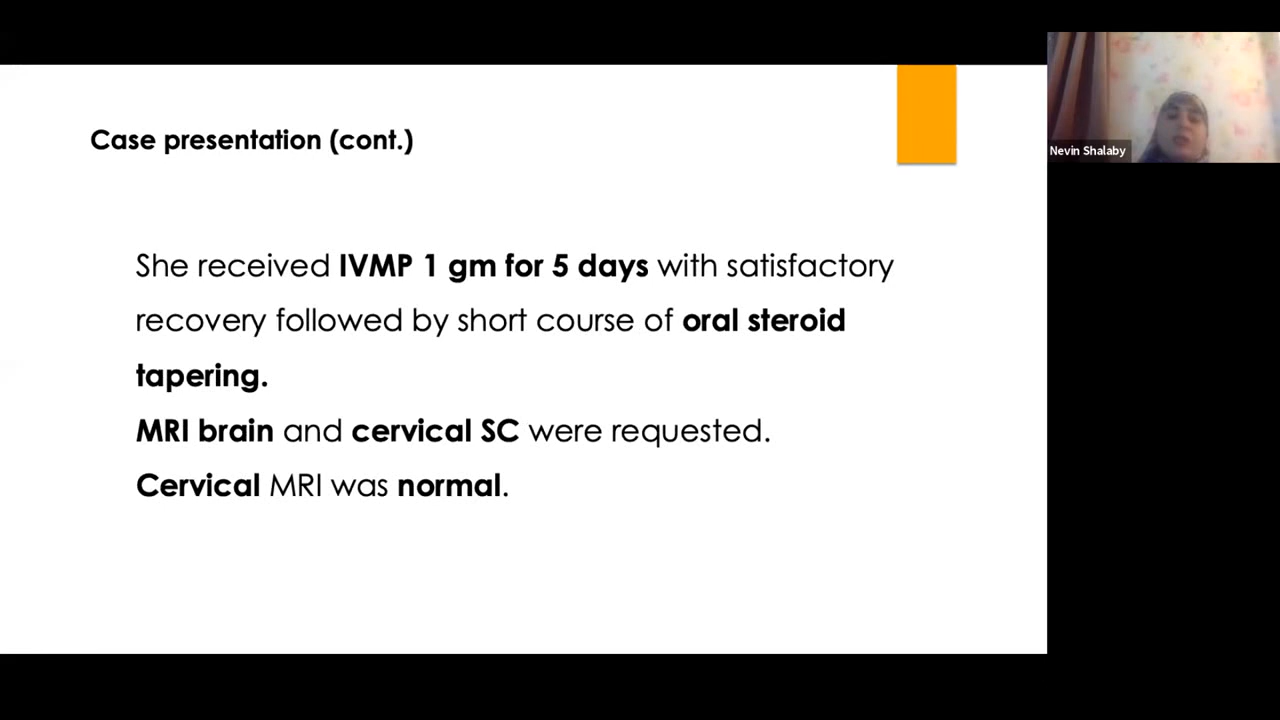 Case presentation (cont.)
She received IVMP 1 gm for 5 days with satisfactory
recovery followed by short course of oral steroid
tapering.
MRI brain and cervical SC were requested.
Cervical MRI was normal.
Nevin Shalaby